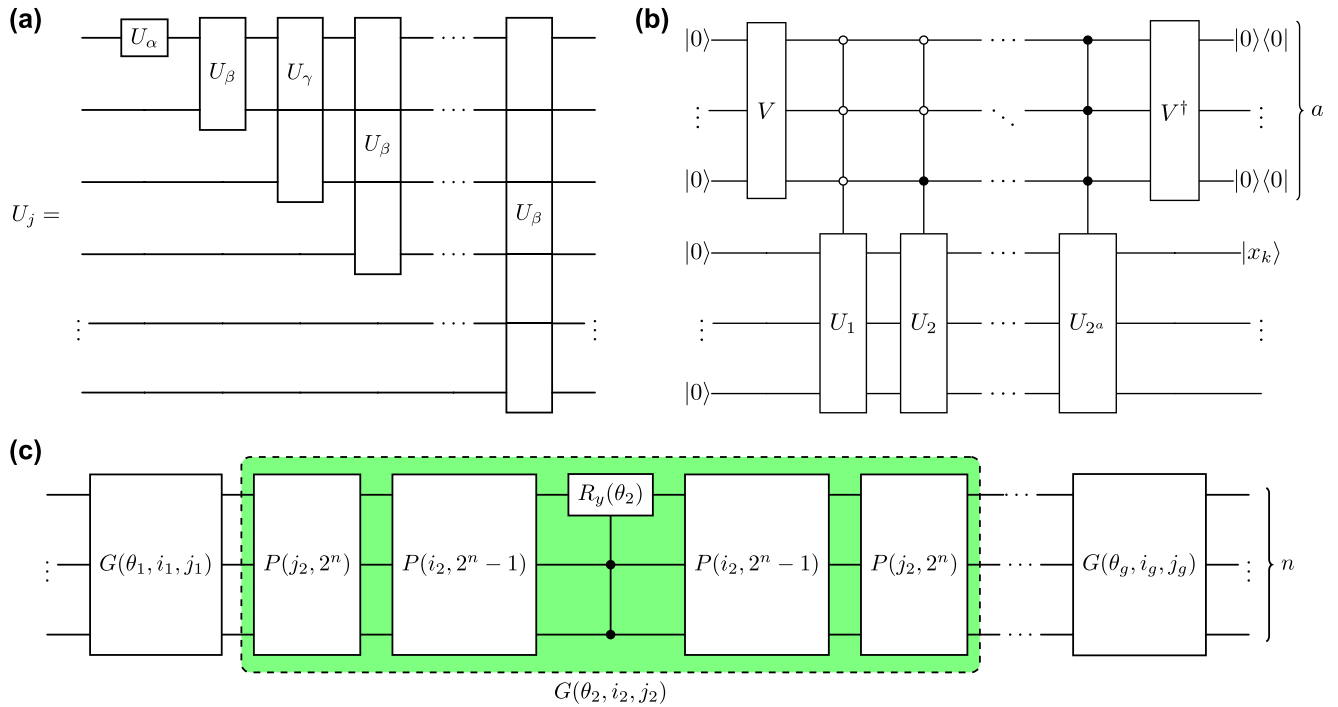 (a)
U_α U_β U_γ U_β ··· U_β
U_j =
(b)
|0⟩ V ··· V† |0⟩⟨0|
⋮ ⋱ ⋮ a
|0⟩ ··· |0⟩⟨0|
|0⟩ U_1 U_2 ··· U_{2^a} |x_k⟩
⋮ ··· ⋮
|0⟩ ···
(c)
G(θ_1, i_1, j_1) P(j_2, 2^n) P(i_2, 2^n − 1) R_y(θ_2) P(i_2, 2^n − 1) P(j_2, 2^n) ··· G(θ_g, i_g, j_g) n
G(θ_2, i_2, j_2)